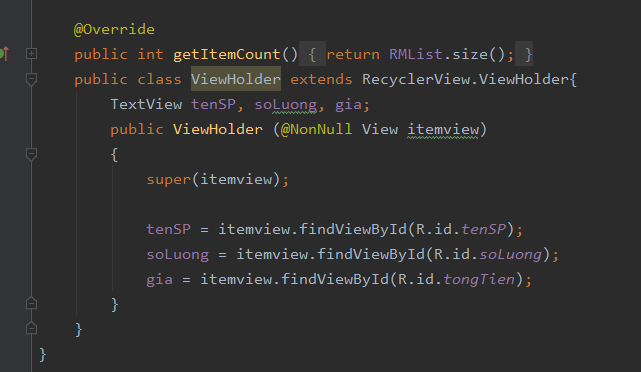 @Override
public int getItemCount() { return RMList.size(); }
public class ViewHolder extends RecyclerView.ViewHolder{
TextView tenSP, soLuong, gia;
public ViewHolder (@NonNull View itemview)
{
super(itemview);
tenSP = itemview.findViewById(R.id.tenSP);
soLuong = itemview.findViewById(R.id.soLuong);
gia = itemview.findViewById(R.id.tongTien);
}
}
}